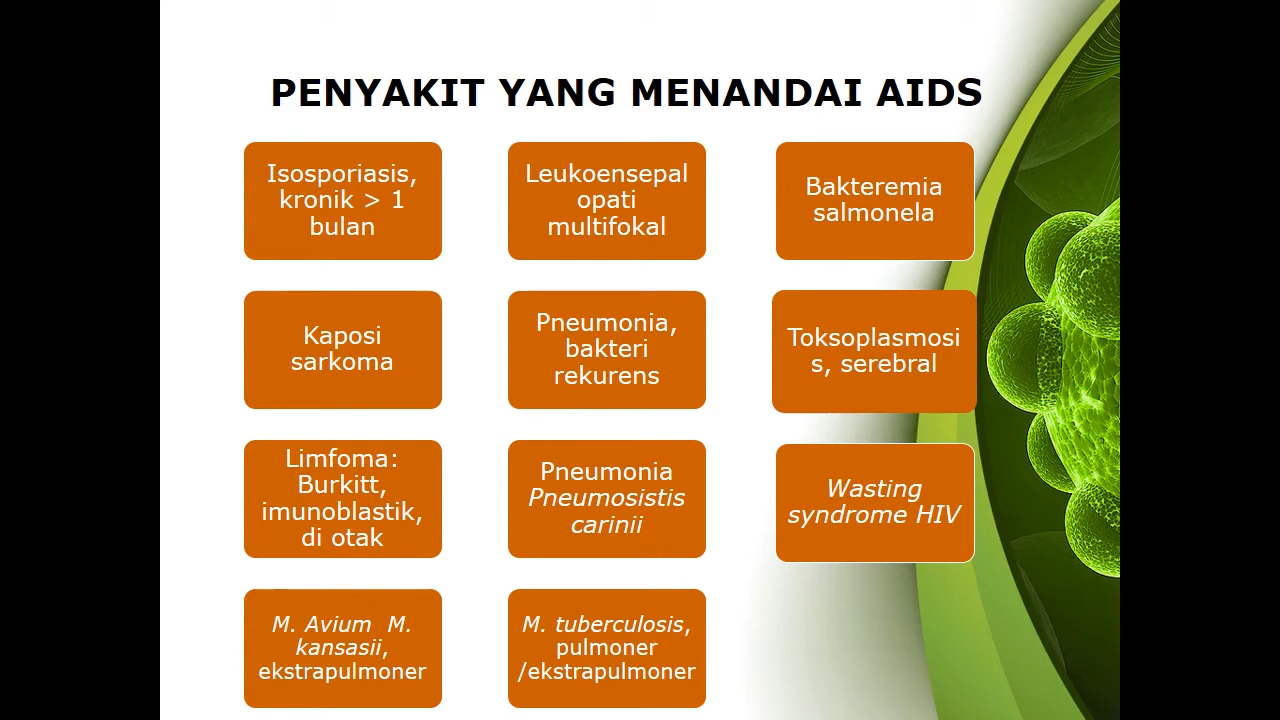 PENYAKIT YANG MENANDAI AIDS
Isosporiasis,
kronik > 1
bulan
Leukoensepal
opati
multifokal
Bakteremia
salmonela
Kaposi
sarkoma
Pneumonia,
bakteri
rekurens
Toksoplasmosi
s, serebral
Limfoma:
Burkitt,
imunoblastik,
di otak
Pneumonia
Pneumosistis
carinii
Wasting
syndrome HIV
M. Avium M.
kansasii,
ekstrapulmoner
M. tuberculosis,
pulmoner
/ekstrapulmoner